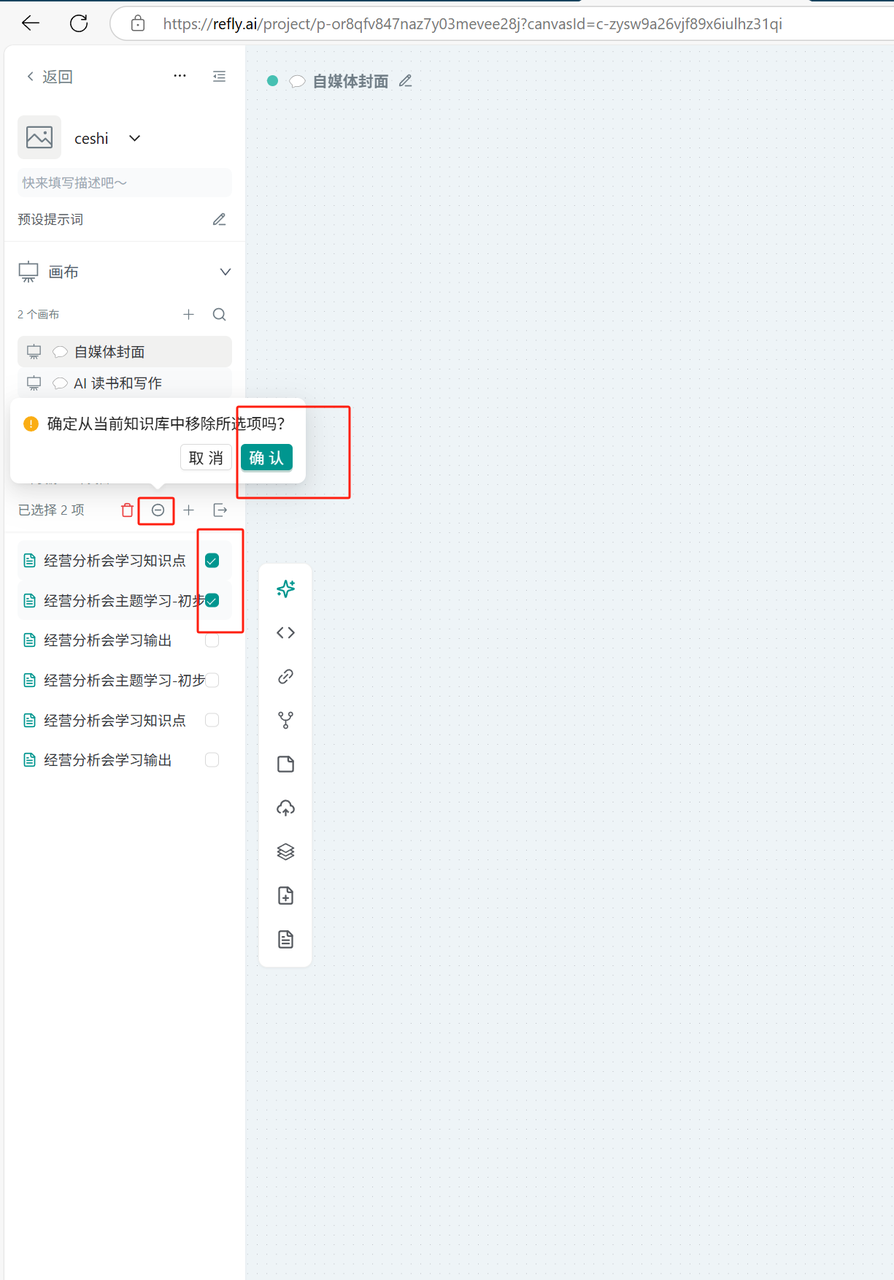 https://refly.ai/project/p-or8qfv847naz7y03mevee28j?canvasId=c-zysw9a26vjf89x6iulhz31qi
返回
自媒体封面
ceshi
快来填写描述吧～
预设提示词
画布
2 个画布
自媒体封面
AI 读书和写作
确定从当前知识库中移除所选项吗?
取 消
确 认
已选择 2 项
经营分析会学习知识点
经营分析会主题学习-初步
经营分析会学习输出
经营分析会主题学习-初步
经营分析会学习知识点
经营分析会学习输出